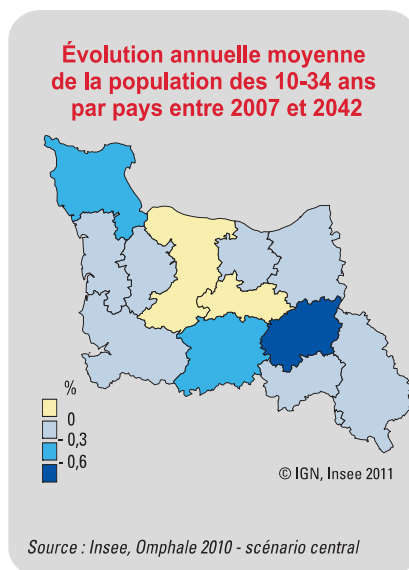 Évolution annuelle moyenne
de la population des 10-34 ans
par pays entre 2007 et 2042
%
0
- 0,3
- 0,6
© IGN, Insee 2011
Source : Insee, Omphale 2010 - scénario central